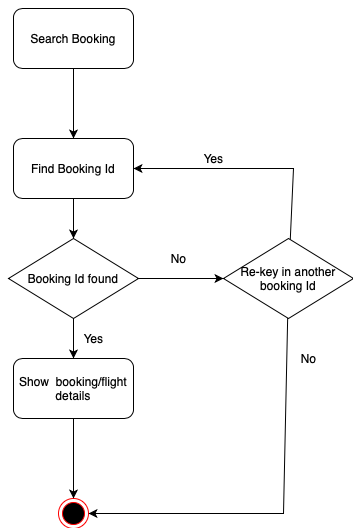 Search Booking
Yes
Find Booking Id
No
Booking Id found
Re-key in another
booking Id
Yes
No
Show booking/flight
details